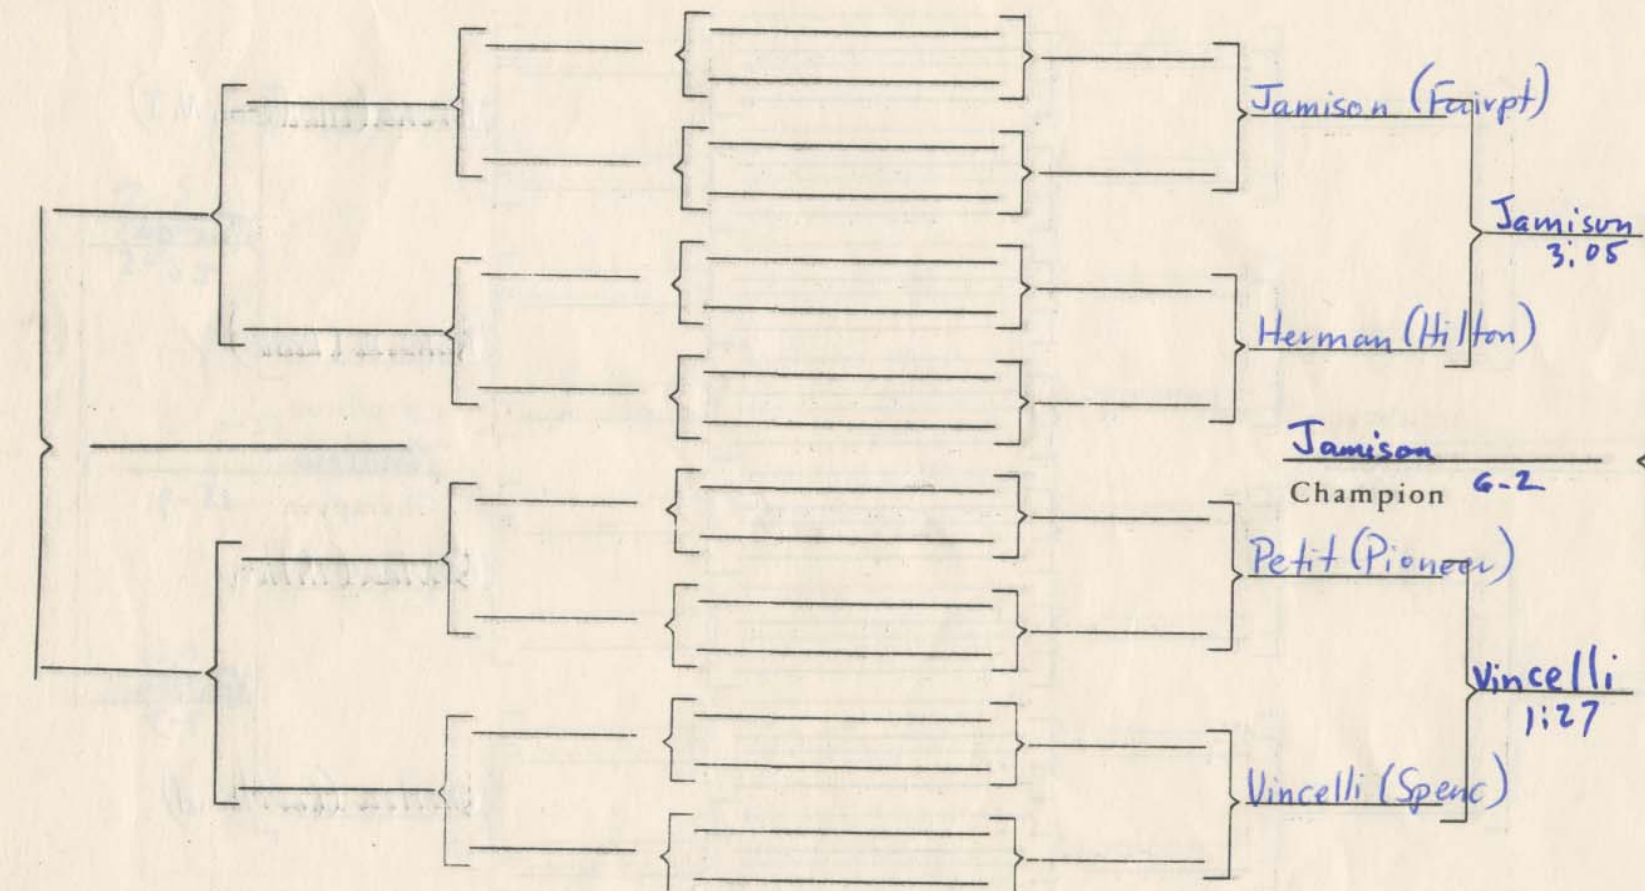 Jamison (Fairpt)
Jamison
3:05
Herman (Hilton)
Jamison
Champion 6-2
Petit (Pioneer)
Vincelli
1:27
Vincelli (Spenc)